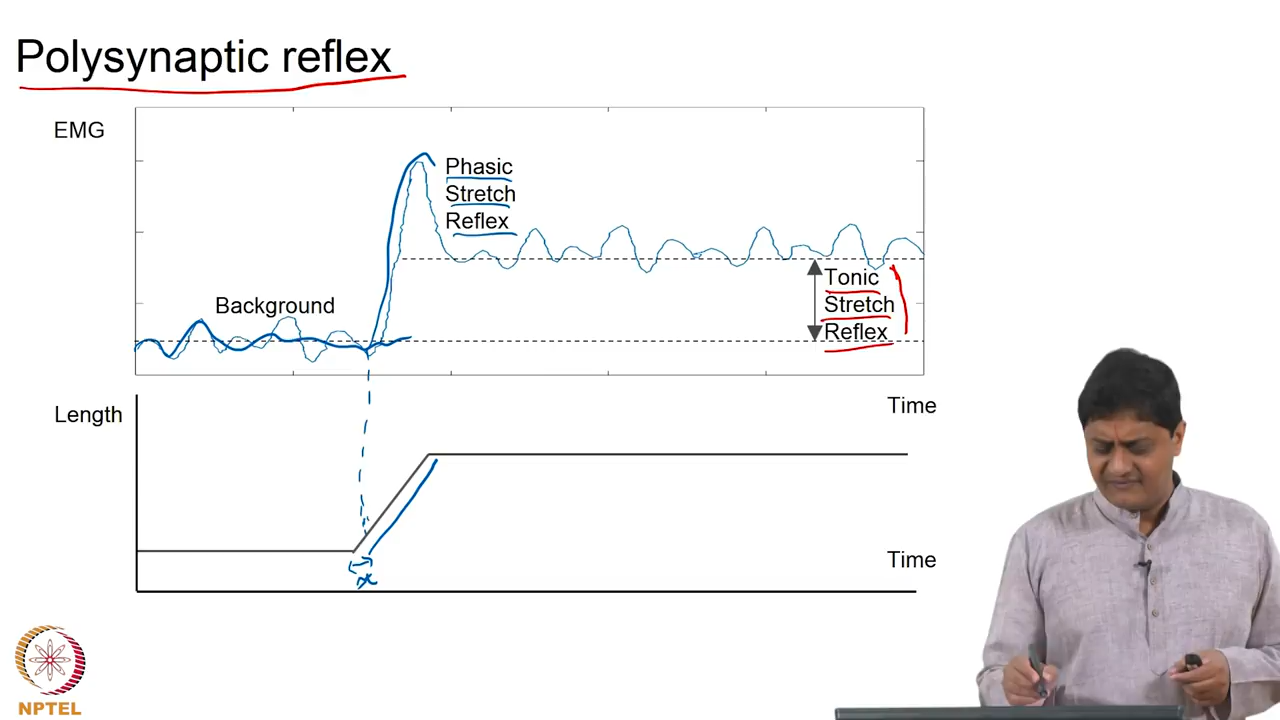 Polysynaptic reflex
EMG
Phasic
Stretch
Reflex
Background
Tonic
Stretch
Reflex
Length
Time
x
Time
NPTEL